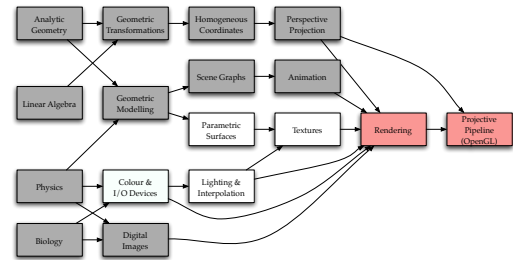 Analytic
Geometry
Geometric
Transformations
Homogeneous
Coordinates
Perspective
Projection
Scene Graphs
Animation
Linear Algebra
Geometric
Modelling
Parametric
Surfaces
Textures
Rendering
Projective
Pipeline
(OpenGL)
Physics
Colour &
I/O Devices
Lighting &
Interpolation
Biology
Digital
Images